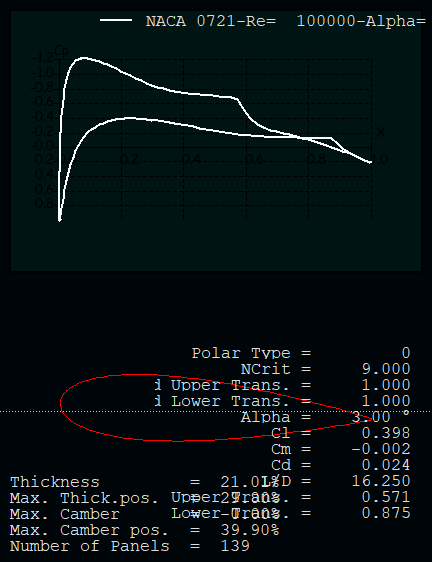 NACA 0721-Re=  100000-Alpha=
Cp
-1.2
-1.0
-0.8
-0.6
-0.4
-0.2
-0.0
X
0.2
0.2 0.4 0.6 0.8 1.0
0.4
0.6
0.8
Polar Type = 0
NCrit = 9.000
i Upper Trans. = 1.000
i Lower Trans. = 1.000
Alpha = 3.00 °
Cl = 0.398
Cm = -0.002
Cd = 0.024
L/D = 16.250
Upper Trans. = 0.571
Lower Trans. = 0.875
Thickness = 21.01%
Max. Thick.pos. =
Max. Camber =
Max. Camber pos. = 39.90%
Number of Panels = 139